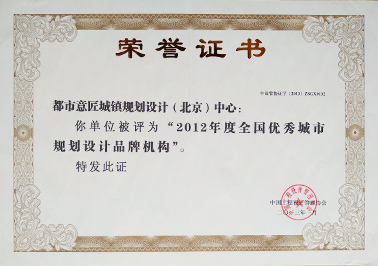 荣誉证书
都市意匠城镇规划设计（北京）中心：
你单位被评为“2012年度全国优秀城市
规划设计品牌机构”。
特发此证